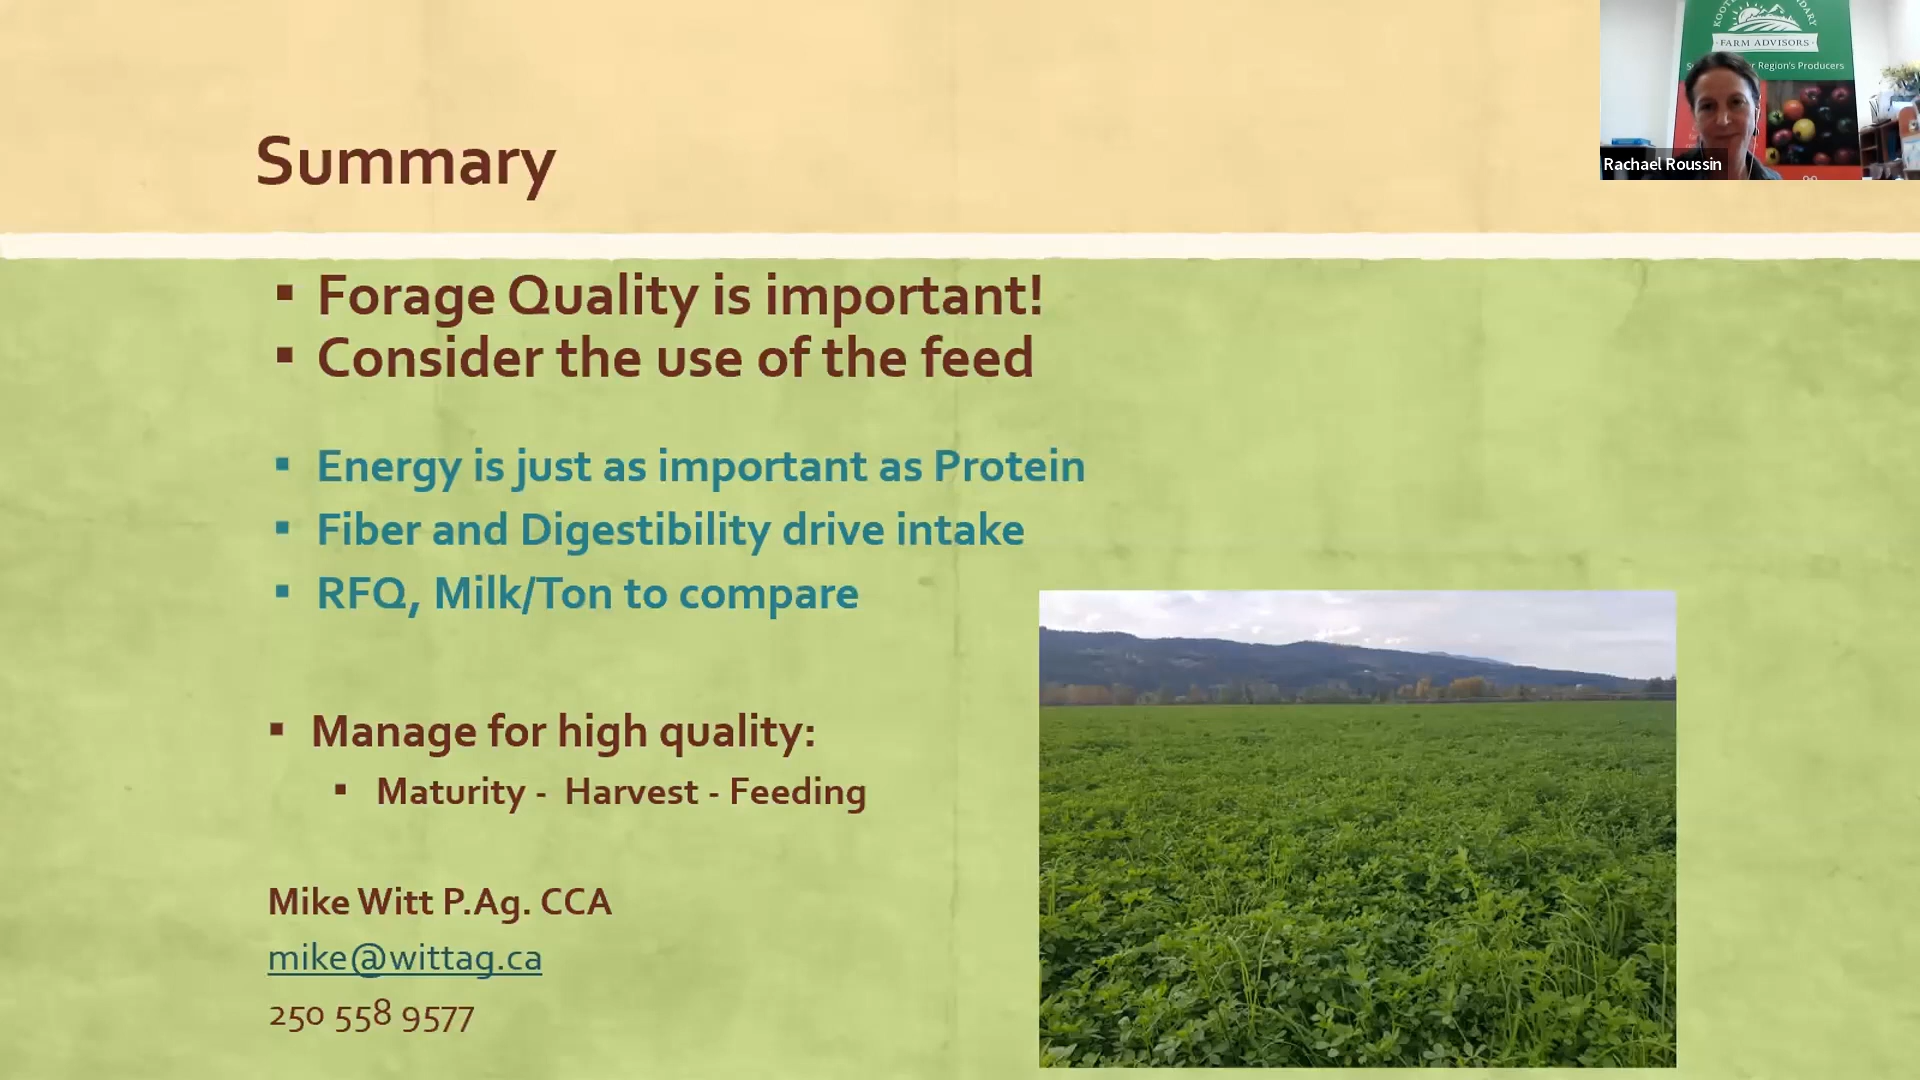 Summary
▪ Forage Quality is important!
▪ Consider the use of the feed
▪ Energy is just as important as Protein
▪ Fiber and Digestibility drive intake
▪ RFQ, Milk/Ton to compare
▪ Manage for high quality:
▪ Maturity - Harvest - Feeding
Mike Witt P.Ag. CCA
mike@wittag.ca
250 558 9577
FARM ADVISORS
Region's Producers
Rachael Roussin